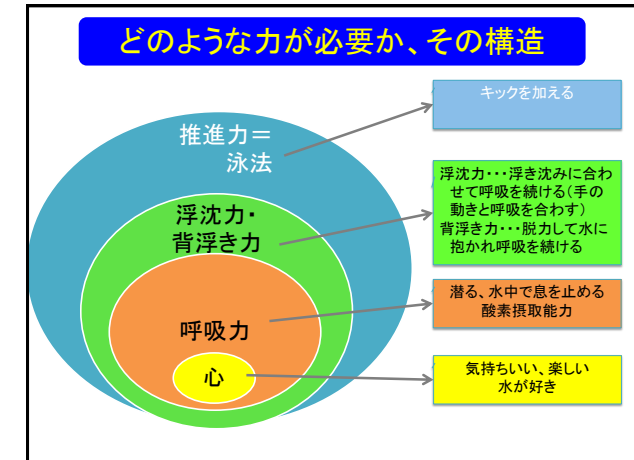 どのような力が必要か、その構造
推進力＝
泳法
浮沈力・
背浮き力
呼吸力
心
キックを加える
浮沈力・・・浮き沈みに合わ
せて呼吸を続ける(手の
動きと呼吸を合わす)
背浮き力・・・脱力して水に
抱かれ呼吸を続ける
潜る、水中で息を止める
酸素摂取能力
気持ちいい、楽しい
水が好き